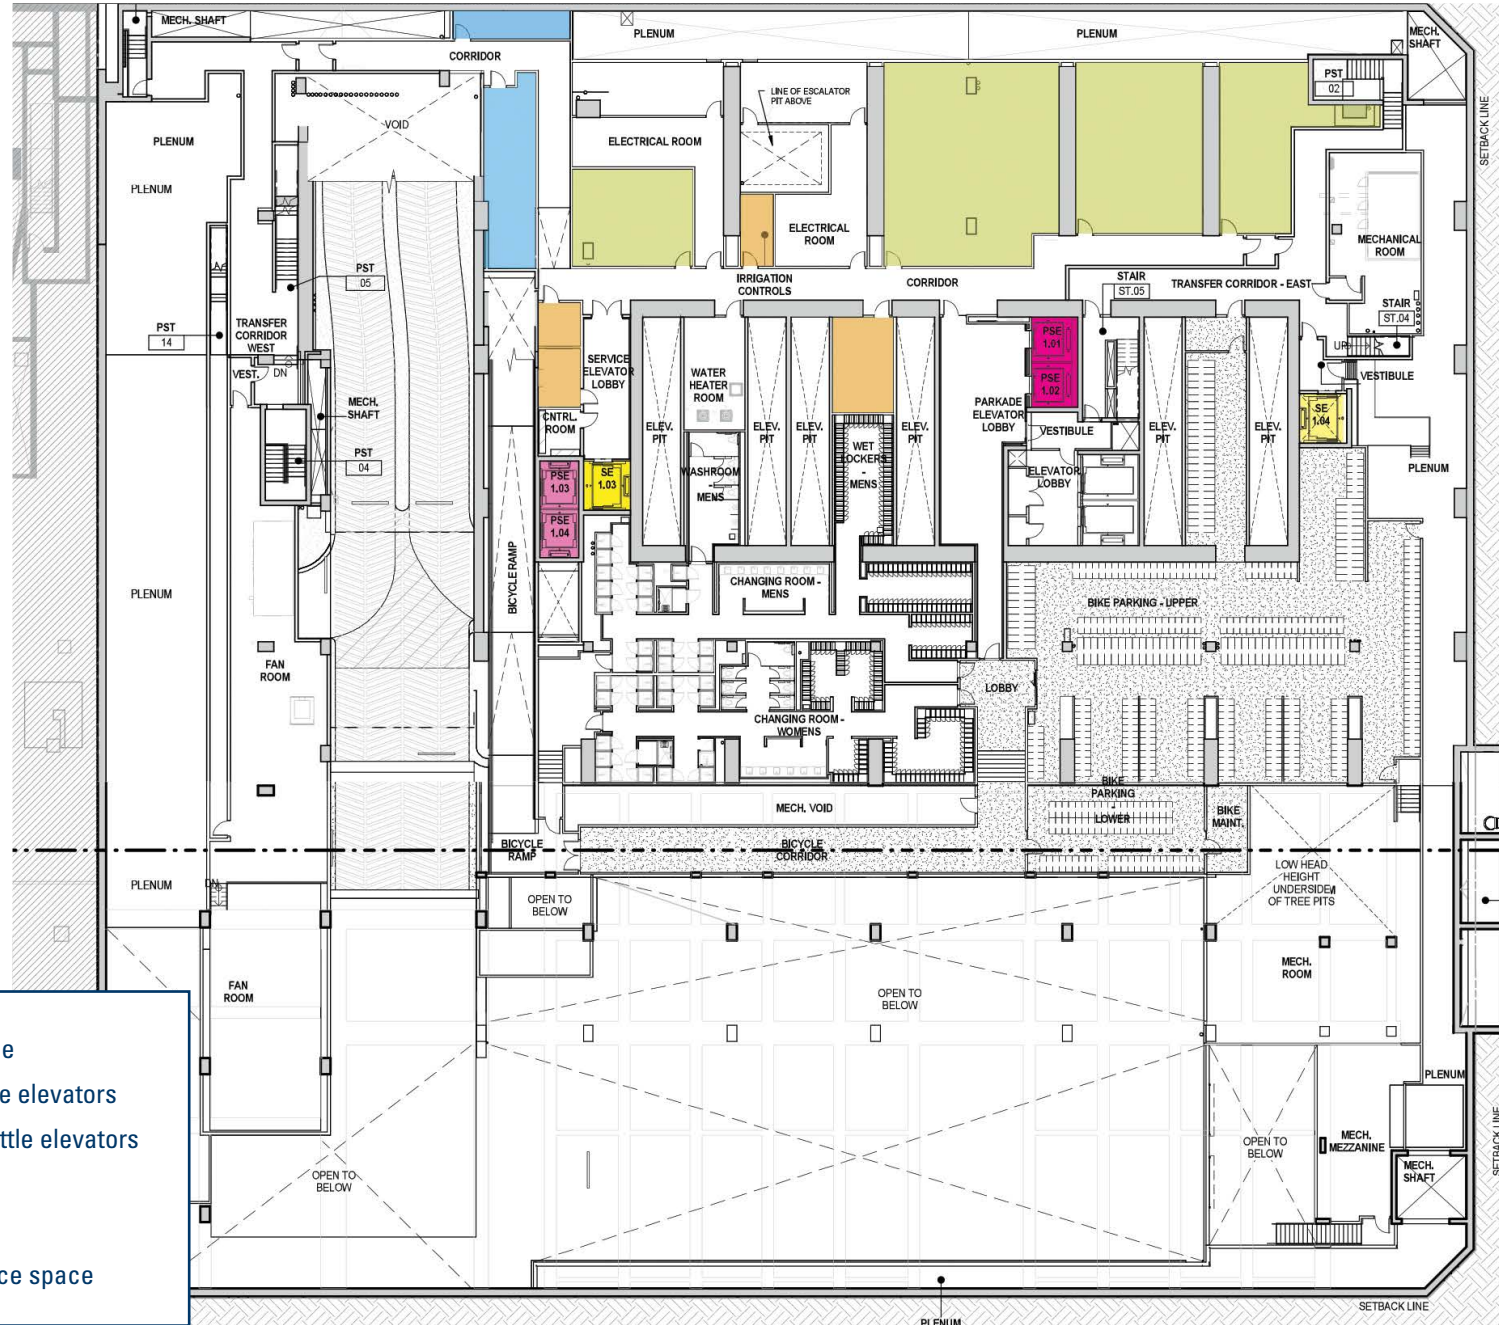 MECH. SHAFT
CORRIDOR
PLENUM
PLENUM
MECH.
SHAFT
PST
02
LINE OF ESCALATOR
PIT ABOVE
SETBACK LINE
VOID
PLENUM
ELECTRICAL ROOM
PLENUM
ELECTRICAL
ROOM
MECHANICAL
ROOM
PST
05
IRRIGATION
CONTROLS
CORRIDOR
STAIR
ST.05
TRANSFER CORRIDOR - EAST
STAIR
ST.04
PST
14
TRANSFER
CORRIDOR
WEST
PSE
1.01
UP
SERVICE
ELEVATOR
LOBBY
WATER
HEATER
ROOM
VEST.
DN
PSE
1.02
VESTIBULE
MECH.
SHAFT
PARKADE
ELEVATOR
LOBBY
CNTRL.
ROOM
ELEV.
PIT
ELEV.
PIT
ELEV.
PIT
ELEV.
PIT
VESTIBULE
ELEV.
PIT
ELEV.
PIT
SE
1.04
PST
04
WET
LOCKERS
- MENS
WASHROOM
- MENS
ELEVATOR
LOBBY
PLENUM
PSE
1.03
SE
1.03
PSE
1.04
BICYCLE RAMP
CHANGING ROOM -
MENS
PLENUM
BIKE PARKING - UPPER
FAN
ROOM
LOBBY
CHANGING ROOM -
WOMENS
MECH. VOID
BIKE
PARKING
-
LOWER
BIKE
MAINT.
BICYCLE
RAMP
BICYCLE
CORRIDOR
LOW HEAD
HEIGHT
UNDERSIDE
OF TREE PITS
PLENUM
DN
OPEN TO
BELOW
FAN
ROOM
MECH.
ROOM
OPEN TO
BELOW
e
e elevators
ttle elevators
ce space
PLENUM
OPEN TO
BELOW
MECH.
MEZZANINE
MECH.
SHAFT
OPEN TO
BELOW
SETBACK LINE
SETBACK LINE
PLENUM